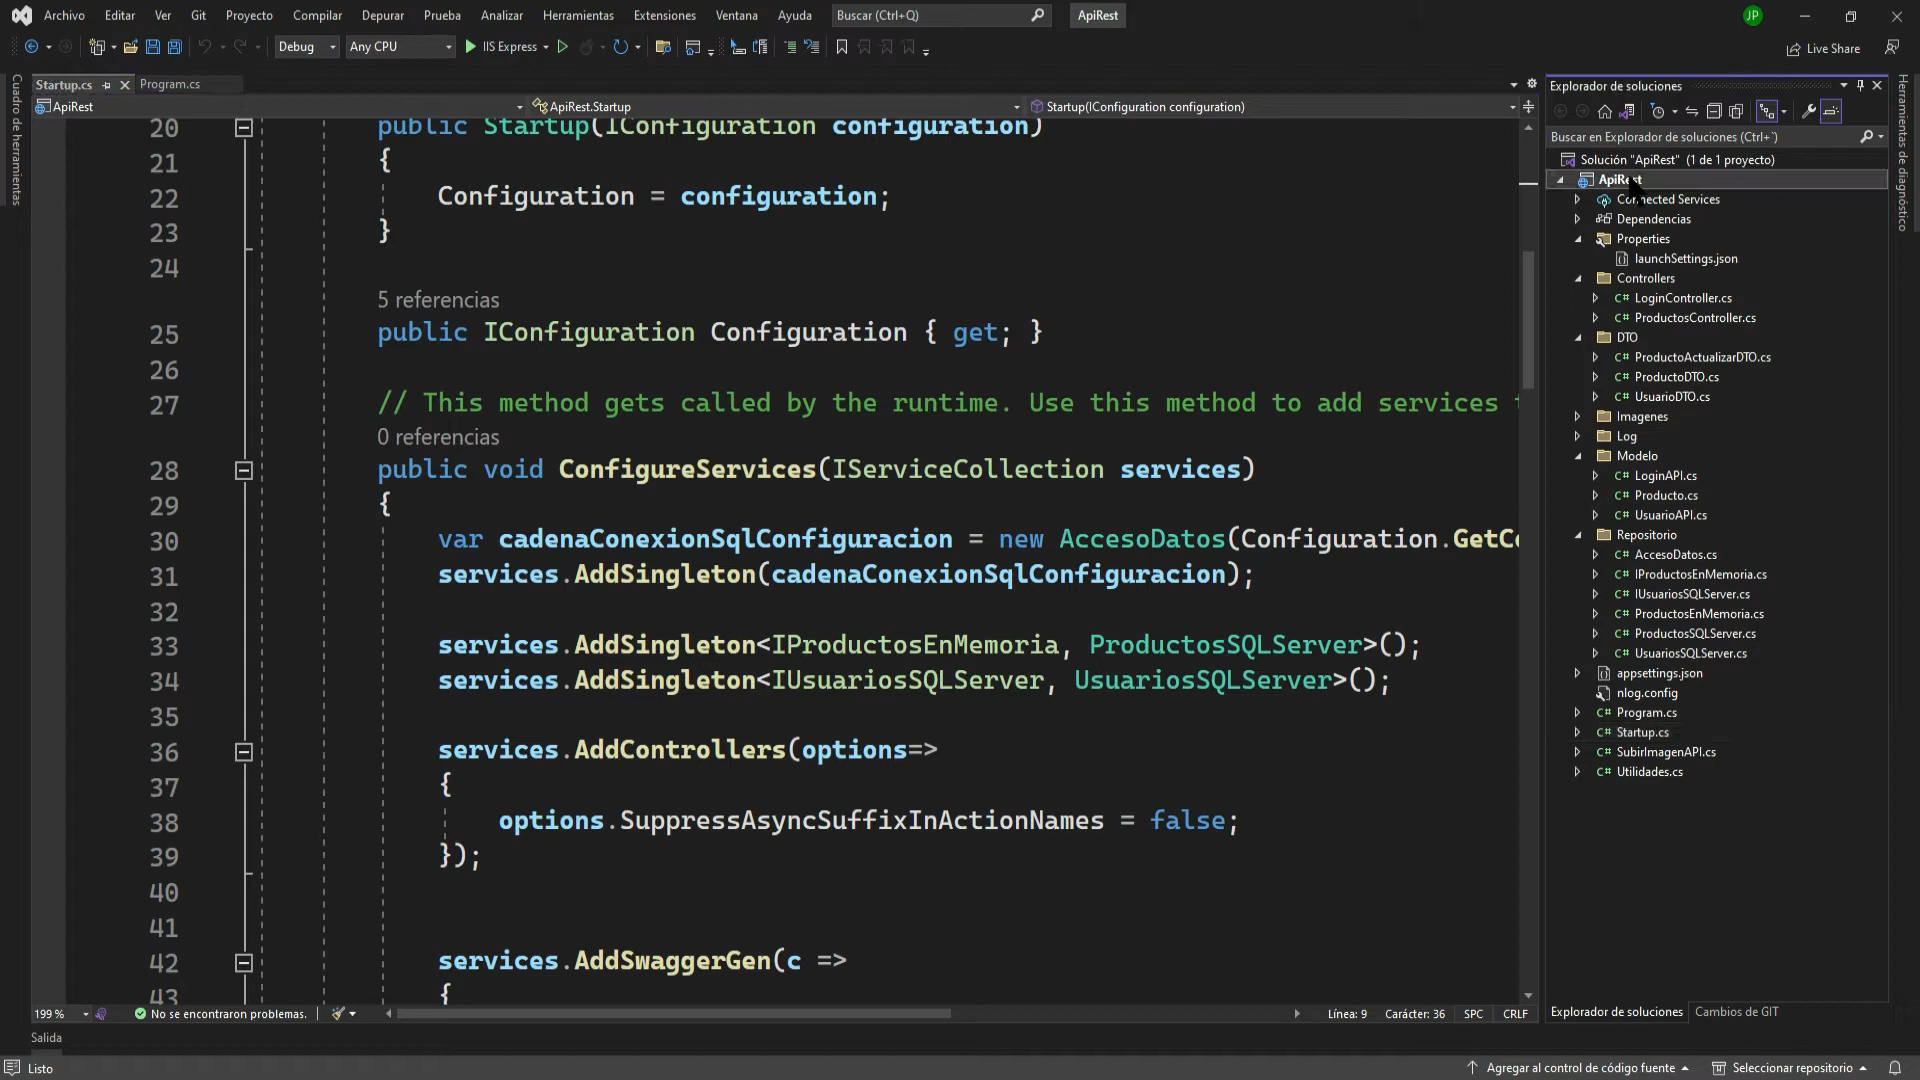 Archivo Editar Ver Git Proyecto Compilar Depurar Prueba Analizar Herramientas Extensiones Ventana Ayuda Buscar (Ctrl+Q) ApiRest JP
Debug Any CPU IIS Express Live Share
Cuadro de herramientas
Startup.cs Program.cs
ApiRest ApiRest.Startup Startup(IConfiguration configuration)
20 public Startup(IConfiguration configuration)
21 {
22 Configuration = configuration;
23 }
24
5 referencias
25 public IConfiguration Configuration { get; }
26
27 // This method gets called by the runtime. Use this method to add services
0 referencias
28 public void ConfigureServices(IServiceCollection services)
29 {
30 var cadenaConexionSqlConfiguracion = new AccesoDatos(Configuration.GetCo
31 services.AddSingleton(cadenaConexionSqlConfiguracion);
32
33 services.AddSingleton<IProductosEnMemoria, ProductosSQLServer>();
34 services.AddSingleton<IUsuariosSQLServer, UsuariosSQLServer>();
35
36 services.AddControllers(options=>
37 {
38 options.SuppressAsyncSuffixInActionNames = false;
39 });
40
41
42 services.AddSwaggerGen(c =>
43 {
199 % No se encontraron problemas. Línea: 9 Carácter: 36 SPC CRLF
Explorador de soluciones
Buscar en Explorador de soluciones (Ctrl+`)
Solución "ApiRest" (1 de 1 proyecto)
ApiRest
Connected Services
Dependencias
Properties
launchSettings.json
Controllers
LoginController.cs
ProductosController.cs
DTO
ProductoActualizarDTO.cs
ProductoDTO.cs
UsuarioDTO.cs
Imagenes
Log
Modelo
LoginAPI.cs
Producto.cs
UsuarioAPI.cs
Repositorio
AccesoDatos.cs
IProductosEnMemoria.cs
IUsuariosSQLServer.cs
ProductosEnMemoria.cs
ProductosSQLServer.cs
UsuariosSQLServer.cs
appsettings.json
nlog.config
Program.cs
Startup.cs
SubirImagenAPI.cs
Utilidades.cs
Explorador de soluciones Cambios de GIT
Herramientas de diagnóstico
Salida
Listo Agregar al control de código fuente Seleccionar repositorio